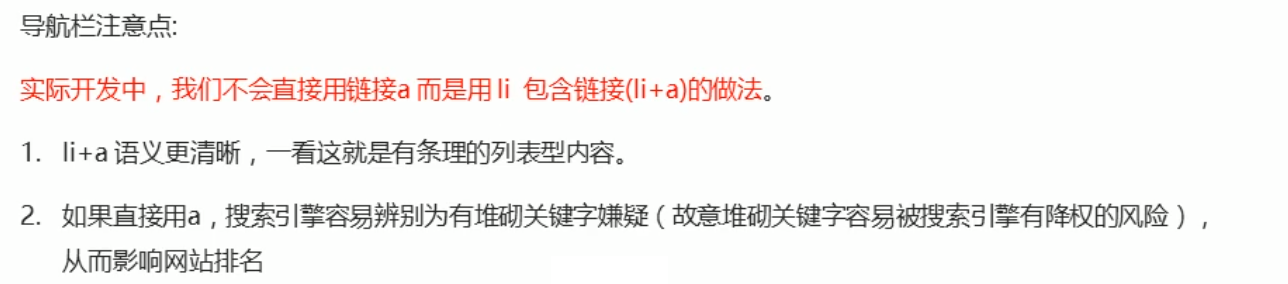 导航栏注意点:
实际开发中，我们不会直接用链接a 而是用 li 包含链接(li+a)的做法。
1. li+a 语义更清晰，一看这就是有条理的列表型内容。
2. 如果直接用a，搜索引擎容易辨别为有堆砌关键字嫌疑（故意堆砌关键字容易被搜索引擎有降权的风险），
从而影响网站排名